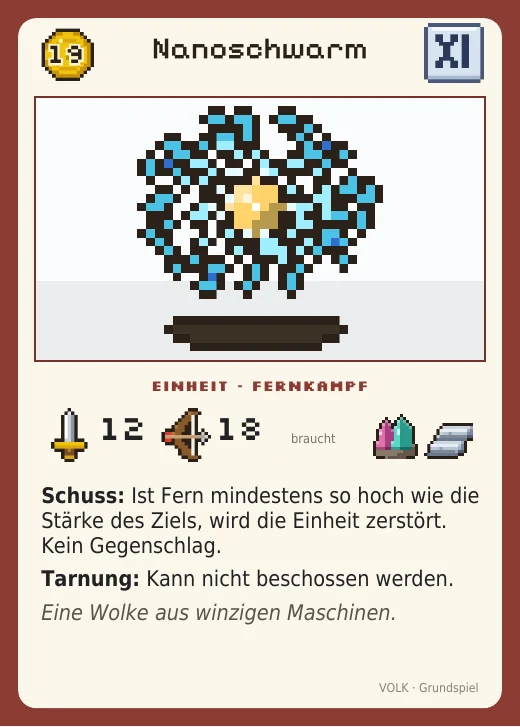 19
Nanoschwarm
XI
EINHEIT - FERNKAMPF
12
18
braucht
Schuss: Ist Fern mindestens so hoch wie die
Stärke des Ziels, wird die Einheit zerstört.
Kein Gegenschlag.
Tarnung: Kann nicht beschossen werden.
Eine Wolke aus winzigen Maschinen.
VOLK · Grundspiel